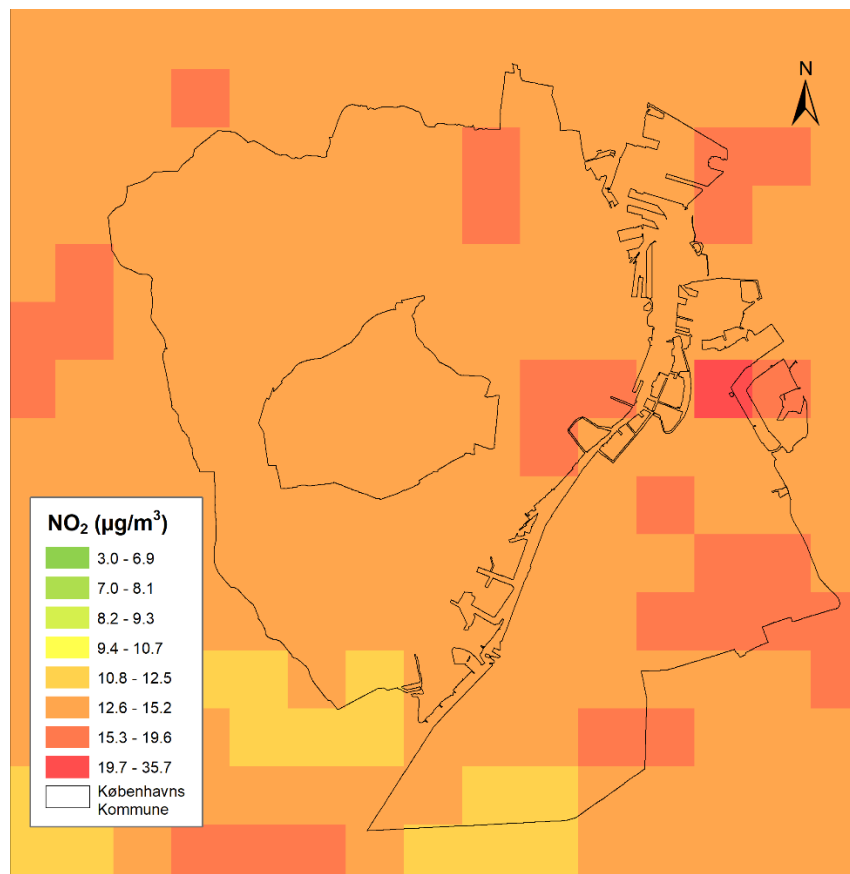 N
NO₂ (µg/m³)
3.0 - 6.9
7.0 - 8.1
8.2 - 9.3
9.4 - 10.7
10.8 - 12.5
12.6 - 15.2
15.3 - 19.6
19.7 - 35.7
Københavns
Kommune